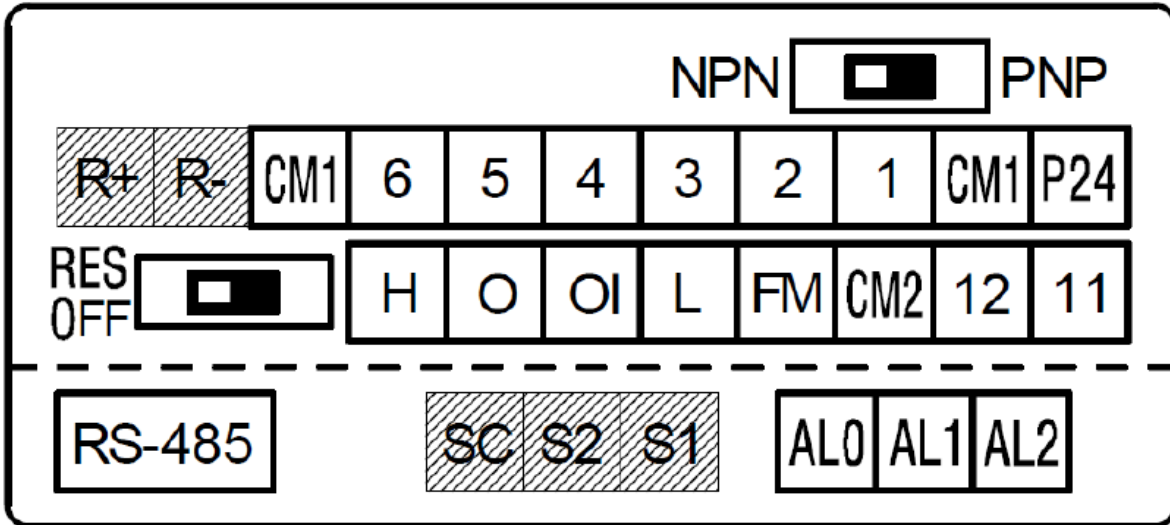 NPN PNP
R+ R- CM1 6 5 4 3 2 1 CM1 P24
RES
OFF
H O OI L FM CM2 12 11
RS-485 SC S2 S1 AL0 AL1 AL2